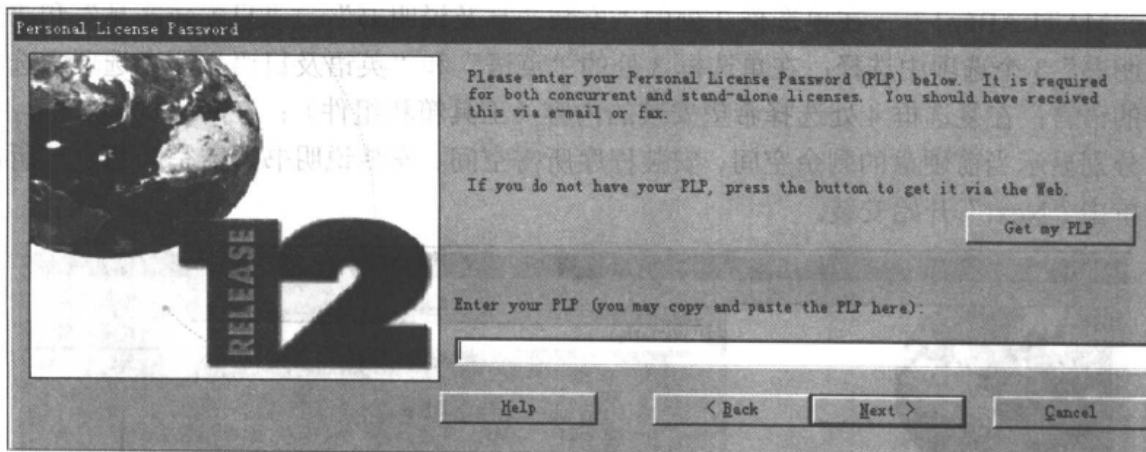 Personal License Password
Please enter your Personal License Password (PLP) below. It is required
for both concurrent and stand-alone licenses. You should have received
this via e-mail or fax.
If you do not have your PLP, press the button to get it via the Web.
Get my PLP
RELEASE
12
Enter your PLP (you may copy and paste the PLP here):
Help
< Back
Next >
Cancel